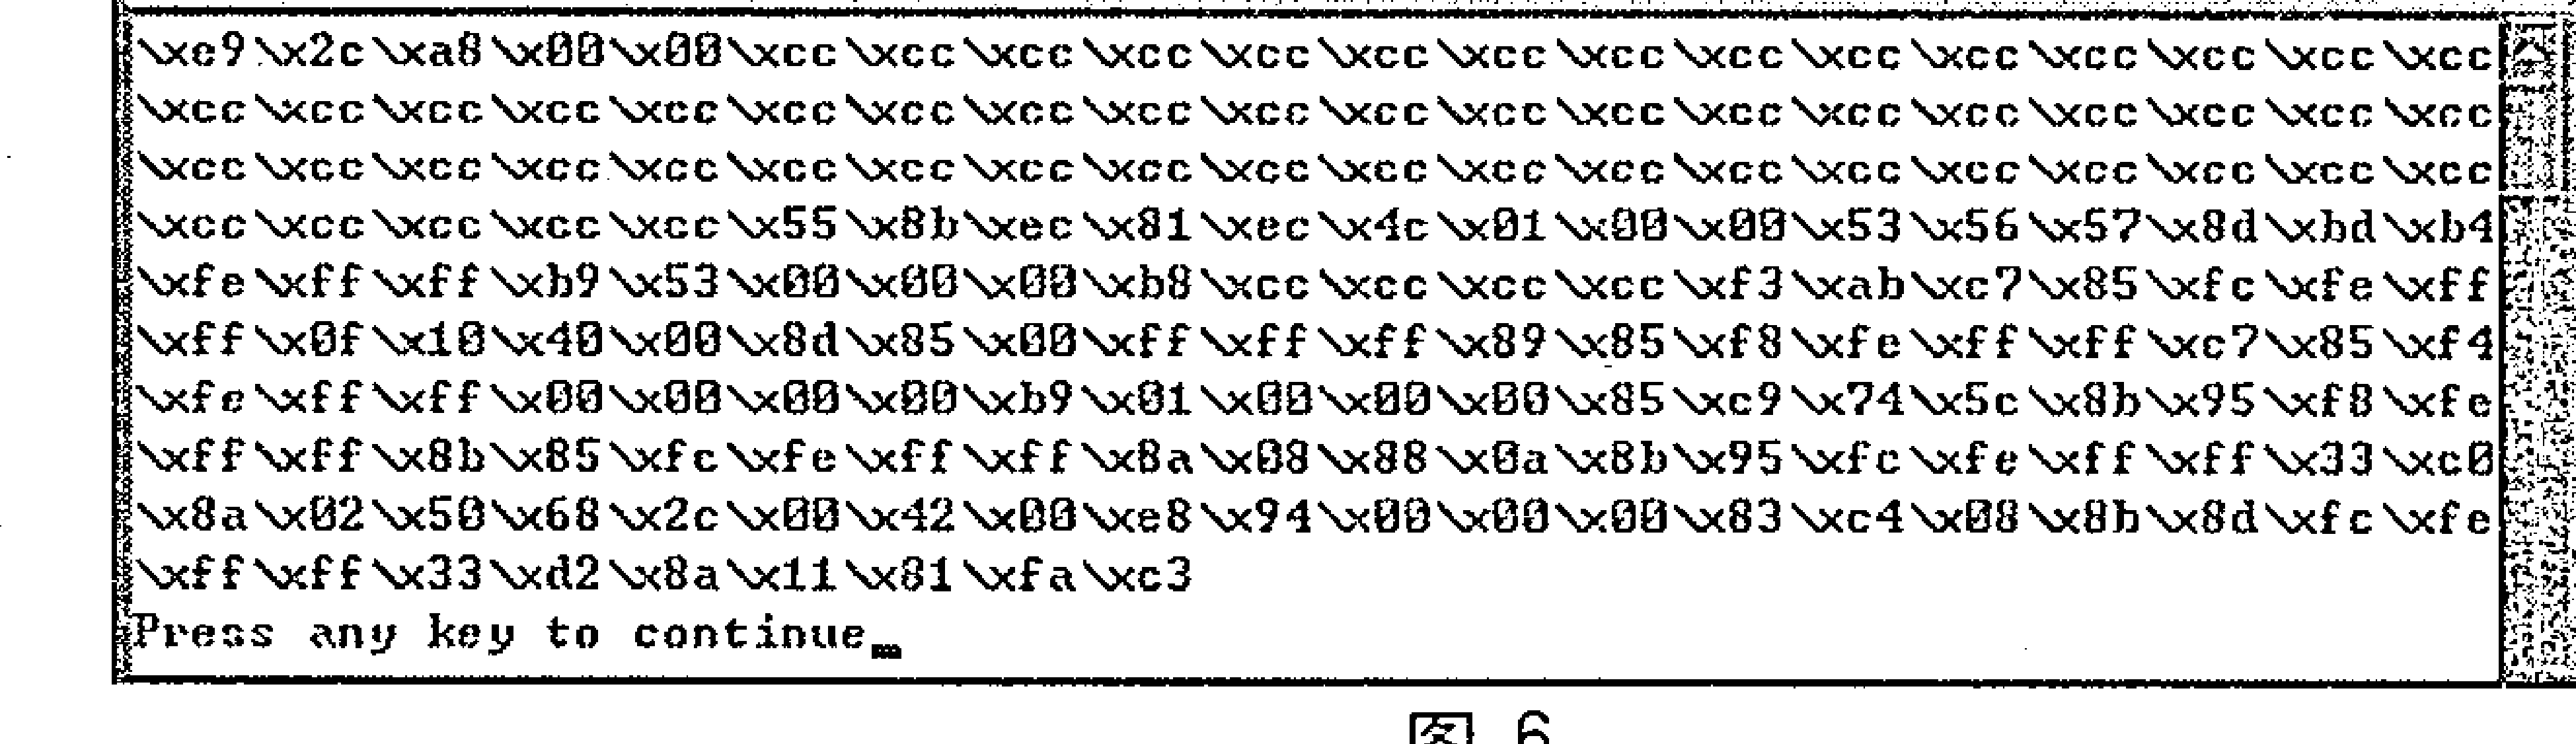 \xe9\x2c\xa8\x00\x00\xcc\xcc\xcc\xcc\xcc\xcc\xcc\xcc\xcc\xcc\xcc\xcc\xcc\xcc\xcc
\xcc\xcc\xcc\xcc\xcc\xcc\xcc\xcc\xcc\xcc\xcc\xcc\xcc\xcc\xcc\xcc\xcc\xcc\xcc\xcc
\xcc\xcc\xcc\xcc\xcc\xcc\xcc\xcc\xcc\xcc\xcc\xcc\xcc\xcc\xcc\xcc\xcc\xcc\xcc\xcc
\xcc\xcc\xcc\xcc\xcc\x55\x8b\xec\x81\xec\x4c\x01\x00\x00\x53\x56\x57\x8d\xbd\xb4
\xfe\xff\xff\xb9\x53\x00\x00\x00\xb8\xcc\xcc\xcc\xcc\xf3\xab\xc7\x85\xfc\xfe\xff
\xff\x0f\x10\x40\x00\x8d\x85\x00\xff\xff\xff\x89\x85\xf8\xfe\xff\xff\xc7\x85\xf4
\xfe\xff\xff\x00\x00\x00\x00\xb9\x01\x00\x00\x00\x85\xc9\x74\x5c\x8b\x95\xf8\xfe
\xff\xff\x8b\x85\xfc\xfe\xff\xff\x8a\x08\x88\x0a\x8b\x95\xfc\xfe\xff\xff\x33\xc0
\x8a\x02\x50\x68\x2c\x00\x42\x00\xe8\x94\x00\x00\x00\x83\xc4\x08\x8b\x8d\xfc\xfe
\xff\xff\x33\xd2\x8a\x11\x81\xfa\xc3
Press any key to continue_
图 6